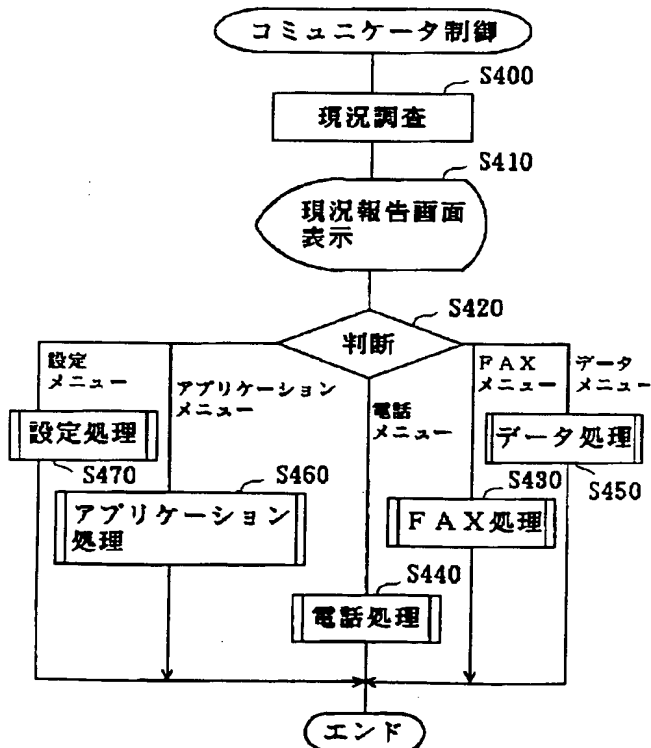 コミュニケータ制御
S400
現況調査
S410
現況報告画面
表示
S420
判断
設定
メニュー
アプリケーション
メニュー
電話
メニュー
ＦＡＸ
メニュー
データ
メニュー
設定処理
S470
データ処理
S450
S460
アプリケーション
処理
S430
ＦＡＸ処理
S440
電話処理
エンド